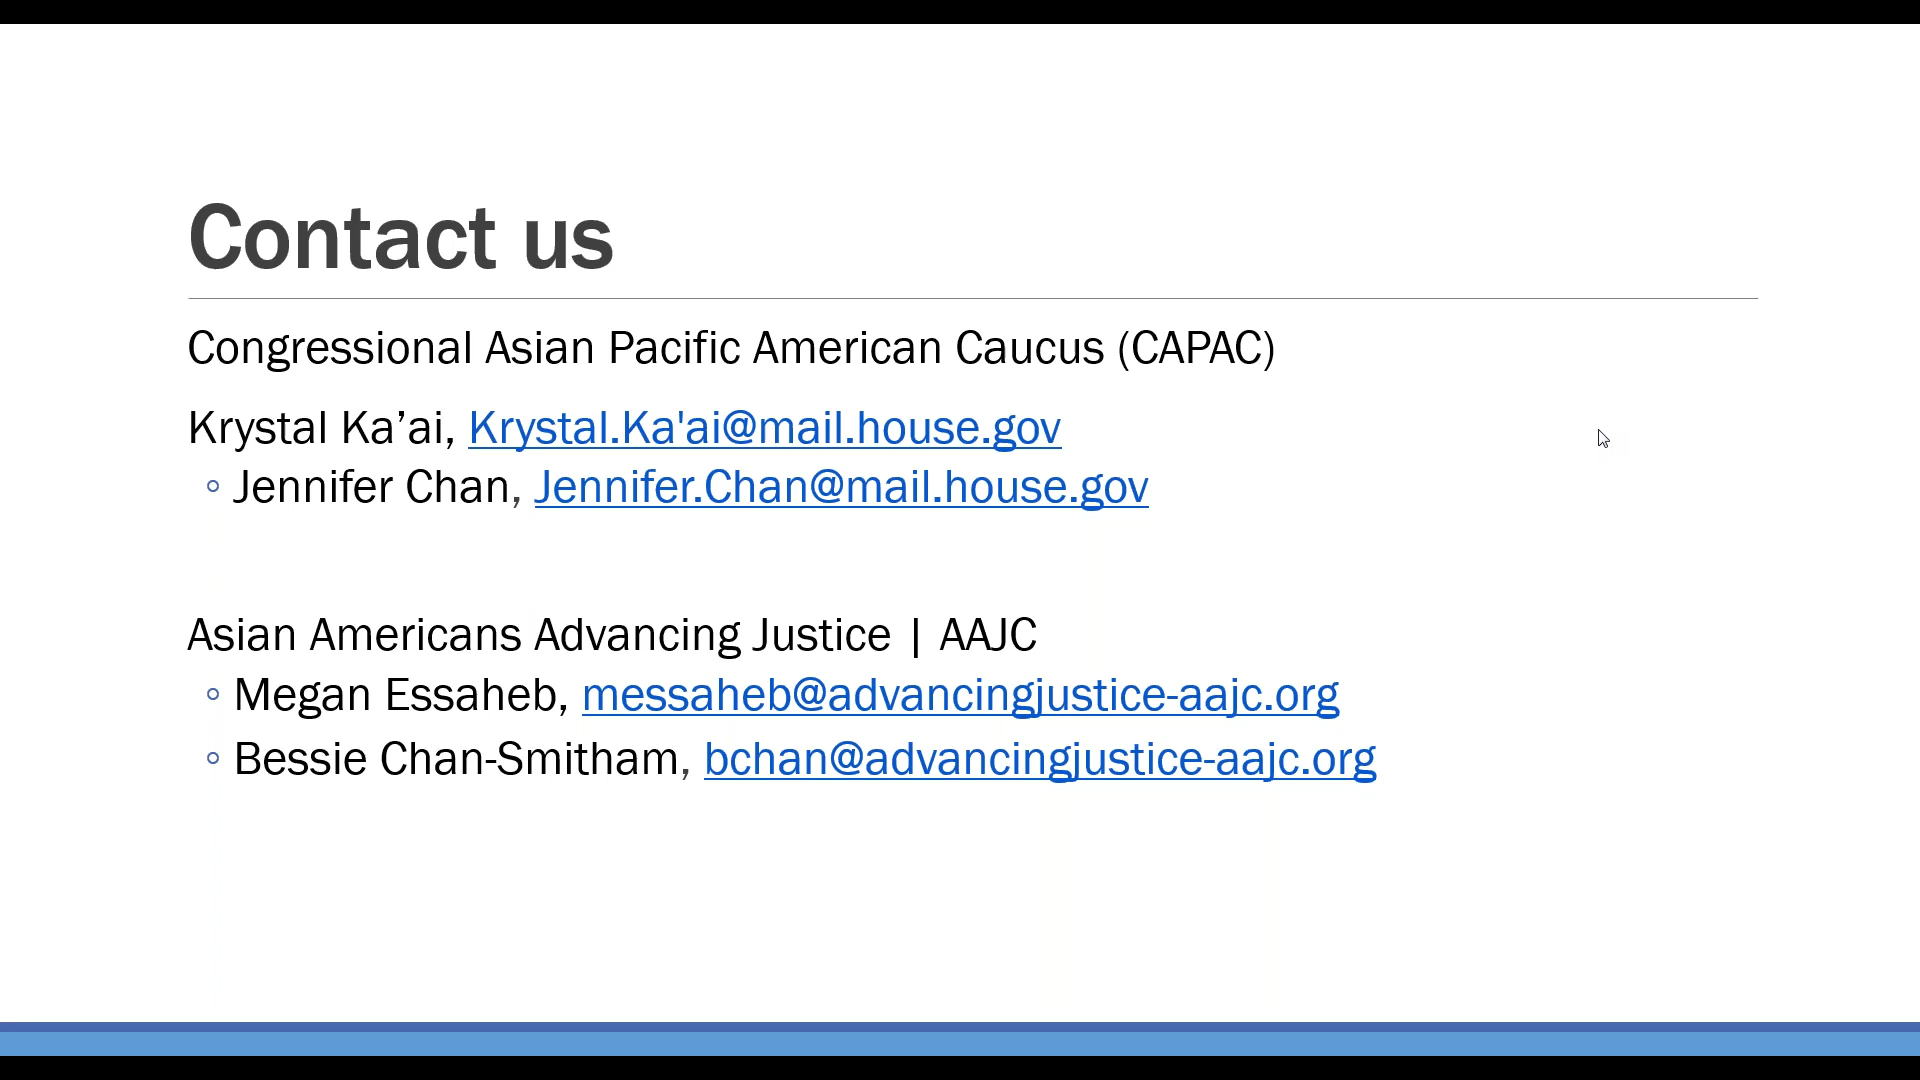 Contact us
Congressional Asian Pacific American Caucus (CAPAC)
Krystal Ka’ai, Krystal.Ka'ai@mail.house.gov
◦ Jennifer Chan, Jennifer.Chan@mail.house.gov
Asian Americans Advancing Justice | AAJC
◦ Megan Essaheb, messaheb@advancingjustice-aajc.org
◦ Bessie Chan-Smitham, bchan@advancingjustice-aajc.org